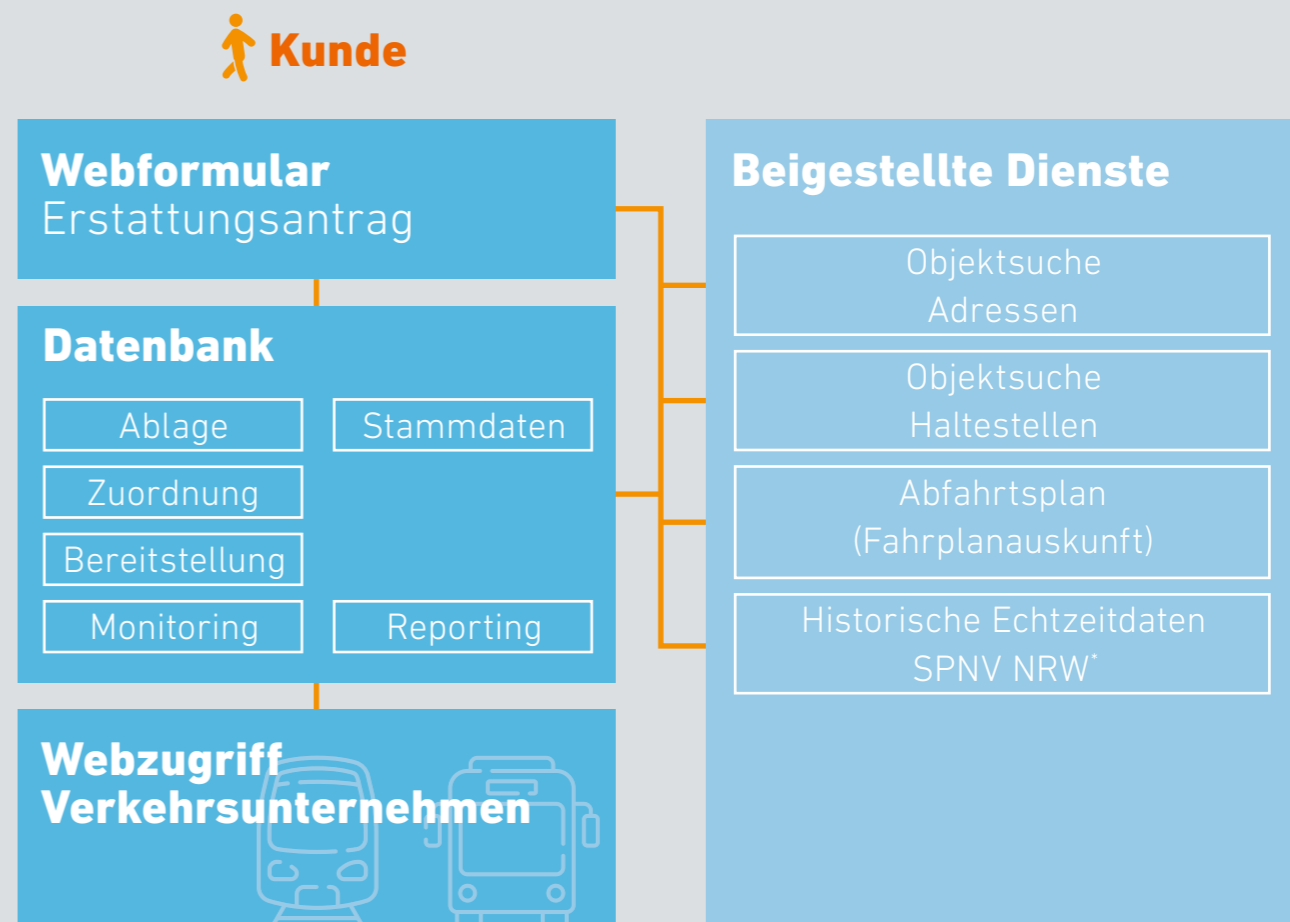 Kunde
Webformular
Erstattungsantrag
Datenbank
Ablage
Stammdaten
Zuordnung
Bereitstellung
Monitoring
Reporting
Webzugriff
Verkehrsunternehmen
Beigestellte Dienste
Objektsuche
Adressen
Objektsuche
Haltestellen
Abfahrtsplan
(Fahrplanauskunft)
Historische Echtzeitdaten
SPNV NRW*